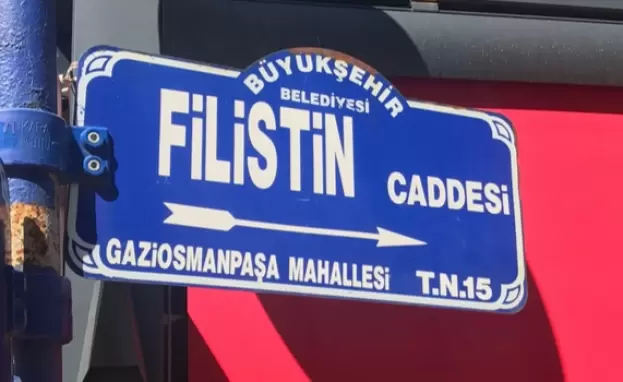 BÜYÜKŞEHİR
BELEDİYESİ
FİLİSTİN
CADDESİ
GAZİOSMANPAŞA MAHALLESİ T.N.15